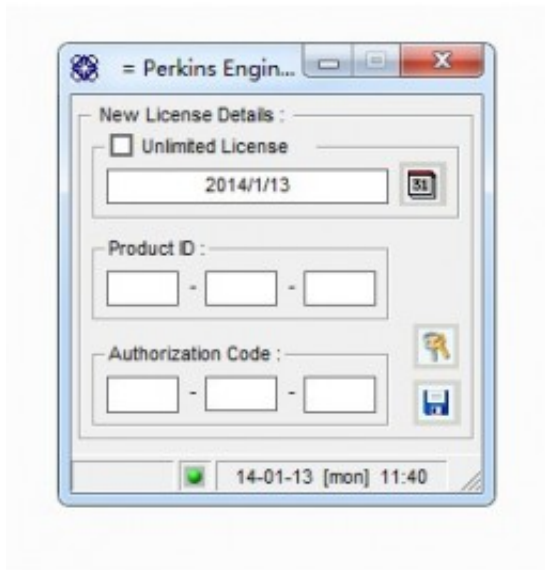 = Perkins Engin...
New License Details :
Unlimited License
2014/1/13
31
Product ID :
- -
Authorization Code :
- -
14-01-13 [mon] 11:40